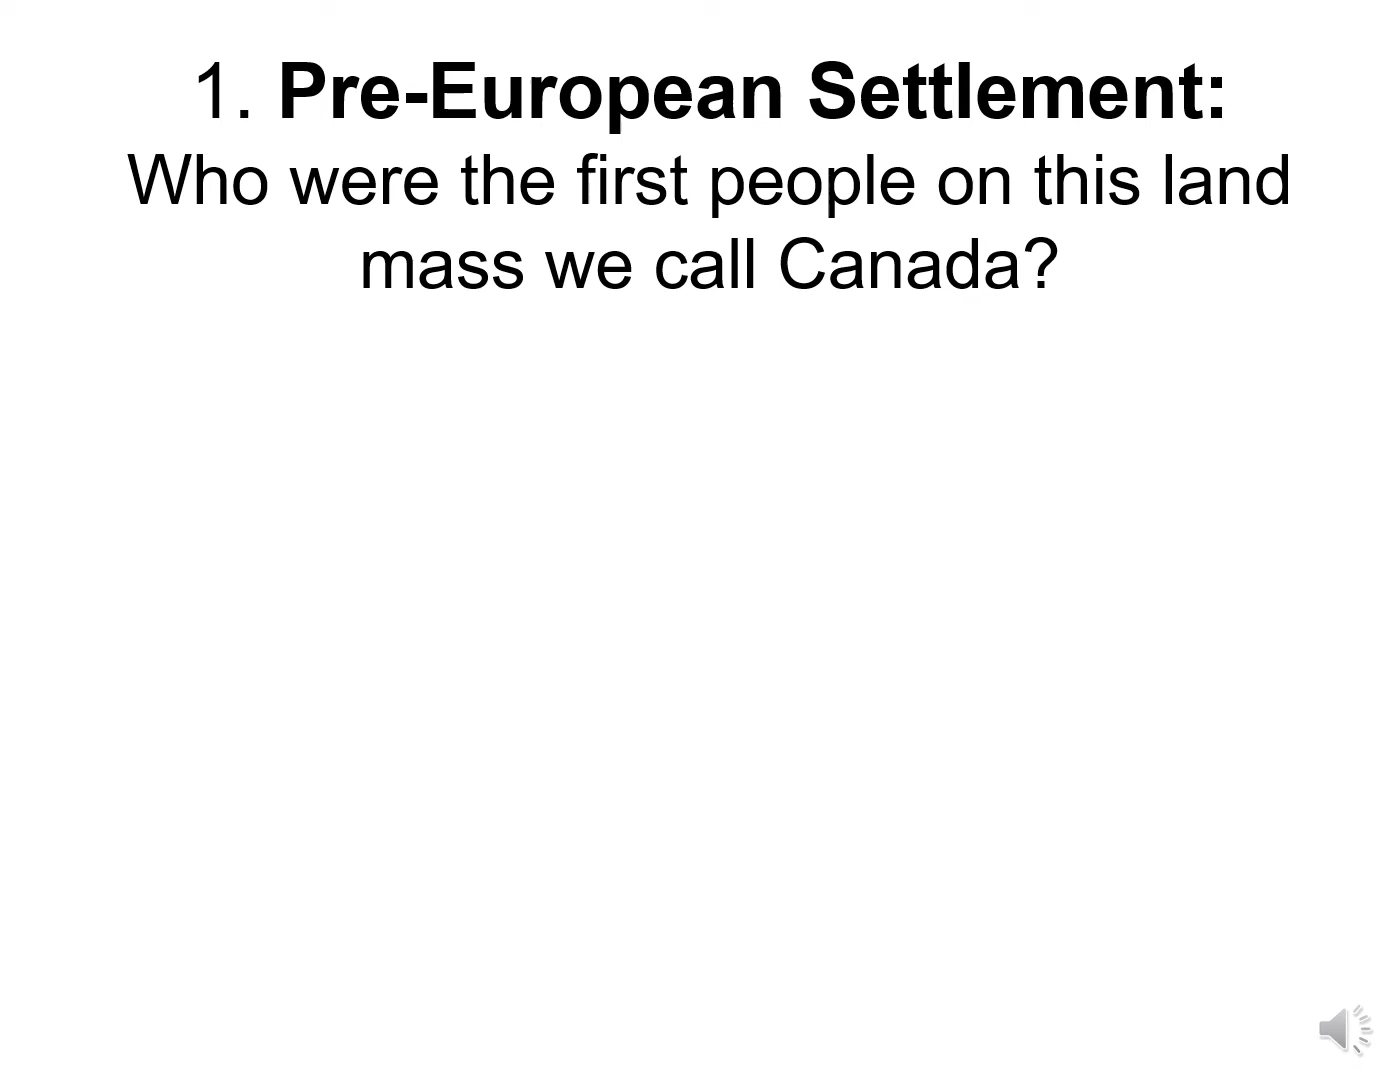 1. Pre-European Settlement:
Who were the first people on this land
mass we call Canada?